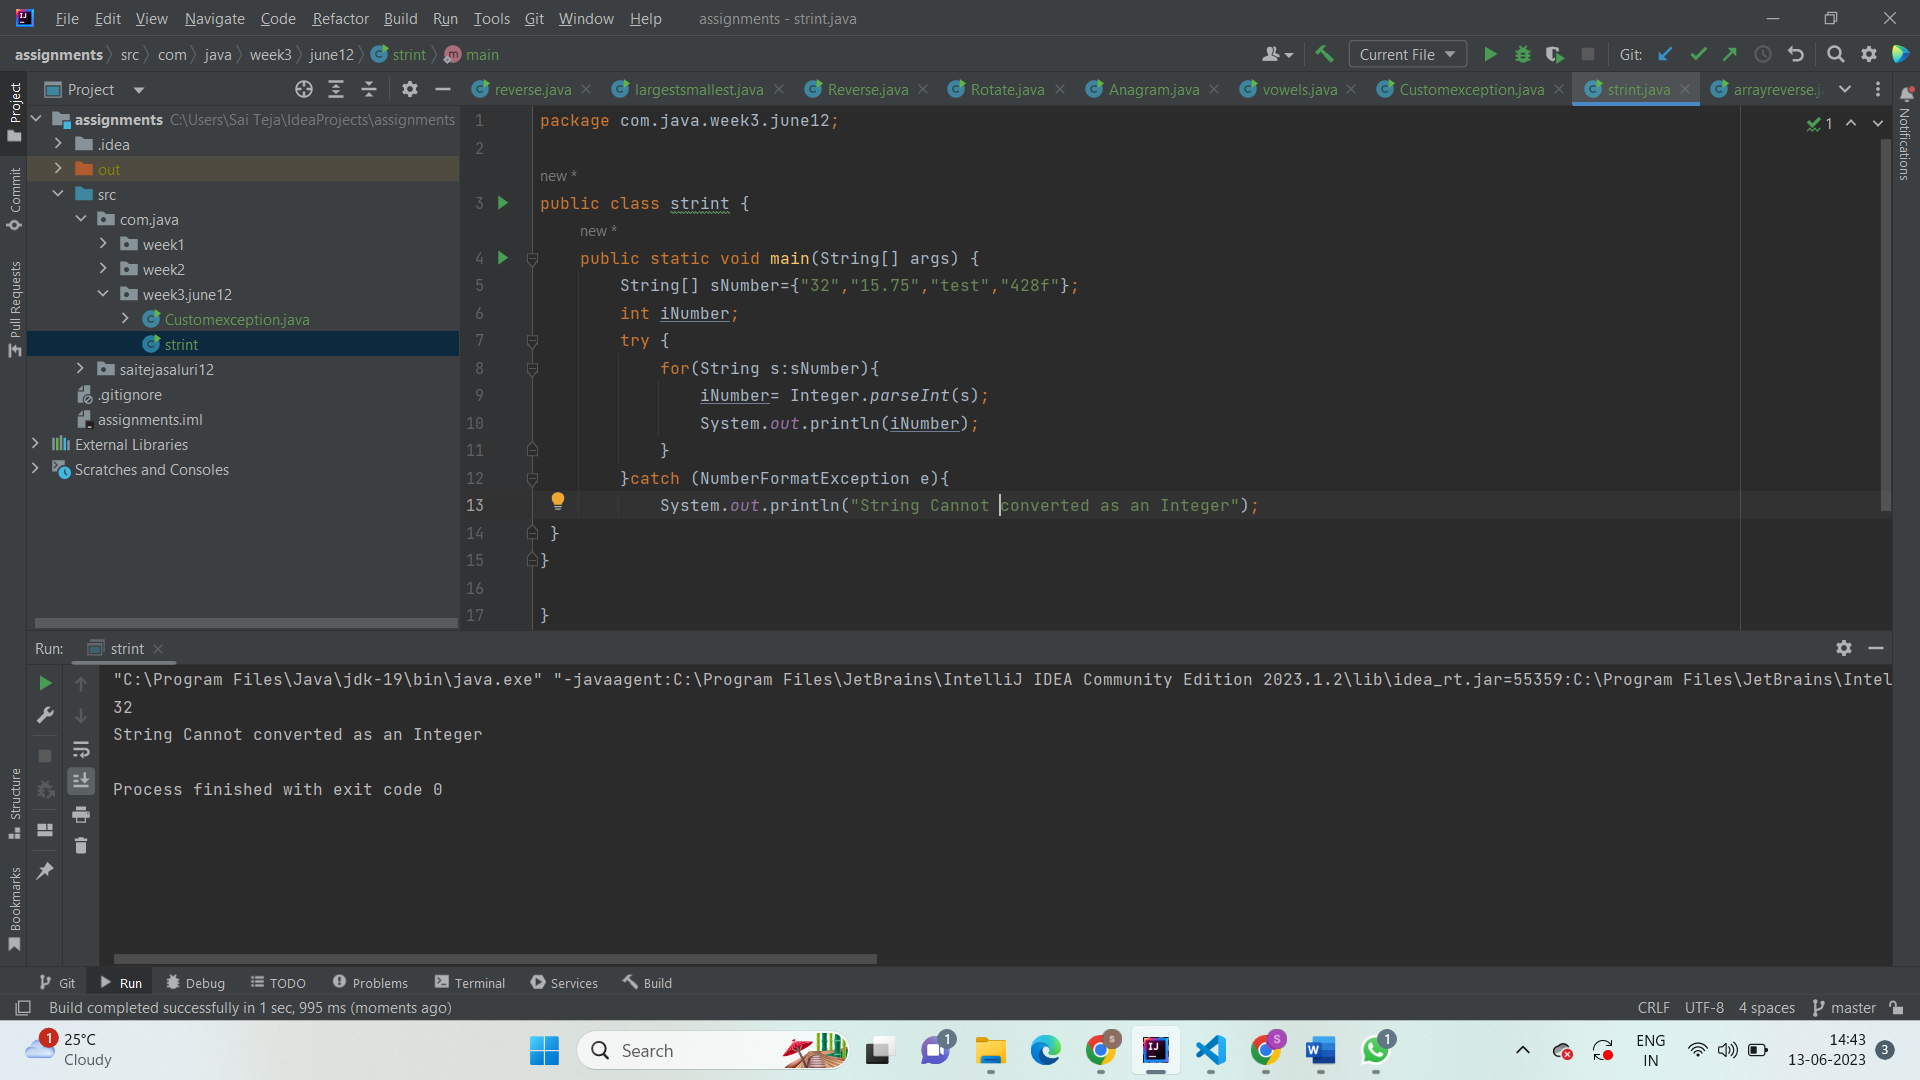 File Edit View Navigate Code Refactor Build Run Tools Git Window Help assignments - strint.java
assignments src com java week3 june12 strint main
Current File Git:
Project
reverse.java largestsmallest.java Reverse.java Rotate.java Anagram.java vowels.java Customexception.java strint.java arrayreverse.j
Project
Commit
Pull Requests
Structure
Bookmarks
Notifications
assignments C:\Users\Sai Teja\IdeaProjects\assignments
.idea
out
src
com.java
week1
week2
week3.june12
Customexception.java
strint
saitejasaluri12
.gitignore
assignments.iml
External Libraries
Scratches and Consoles
1 package com.java.week3.june12;
2
new *
3 public class strint {
new *
4 public static void main(String[] args) {
5 String[] sNumber={"32","15.75","test","428f"};
6 int iNumber;
7 try {
8 for(String s:sNumber){
9 iNumber= Integer.parseInt(s);
10 System.out.println(iNumber);
11 }
12 }catch (NumberFormatException e){
13 System.out.println("String Cannot converted as an Integer");
14 }
15 }
16
17 }
1
Run: strint
"C:\Program Files\Java\jdk-19\bin\java.exe" "-javaagent:C:\Program Files\JetBrains\IntelliJ IDEA Community Edition 2023.1.2\lib\idea_rt.jar=55359:C:\Program Files\JetBrains\Intel
32
String Cannot converted as an Integer
Process finished with exit code 0
Git Run Debug TODO Problems Terminal Services Build
Build completed successfully in 1 sec, 995 ms (moments ago)
CRLF UTF-8 4 spaces master
1
25°C
Cloudy
Search
1
S
S
1
ENG
IN
14:43
13-06-2023
3